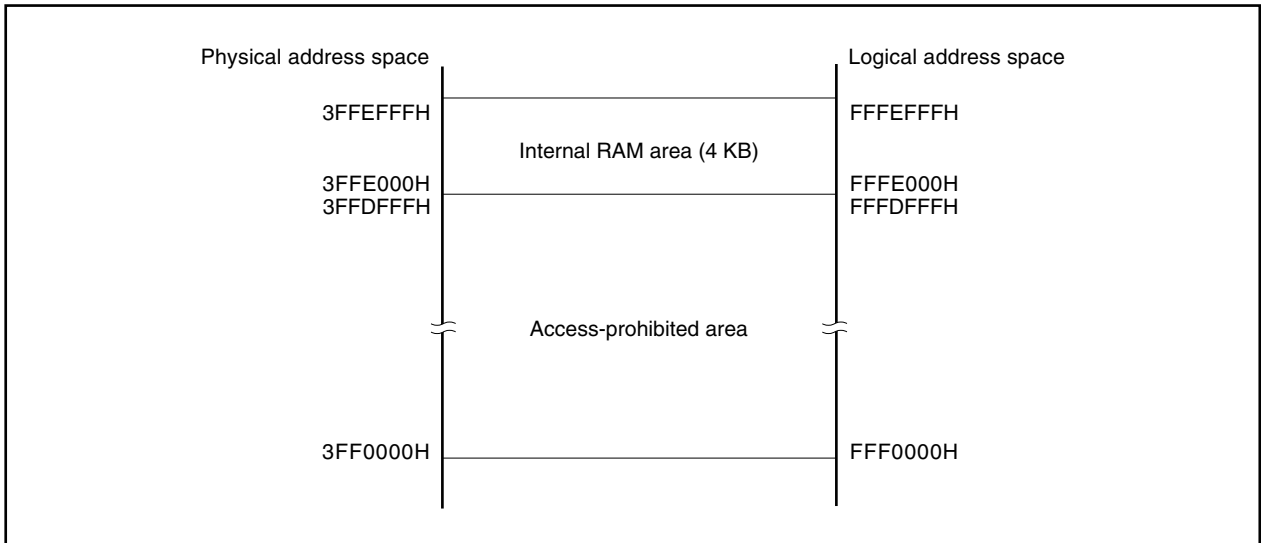 Physical address space
Logical address space
3FFEFFFH
FFFEFFFH
Internal RAM area (4 KB)
3FFE000H
FFFE000H
3FFDFFFH
FFFDFFFH
Access-prohibited area
3FF0000H
FFF0000H